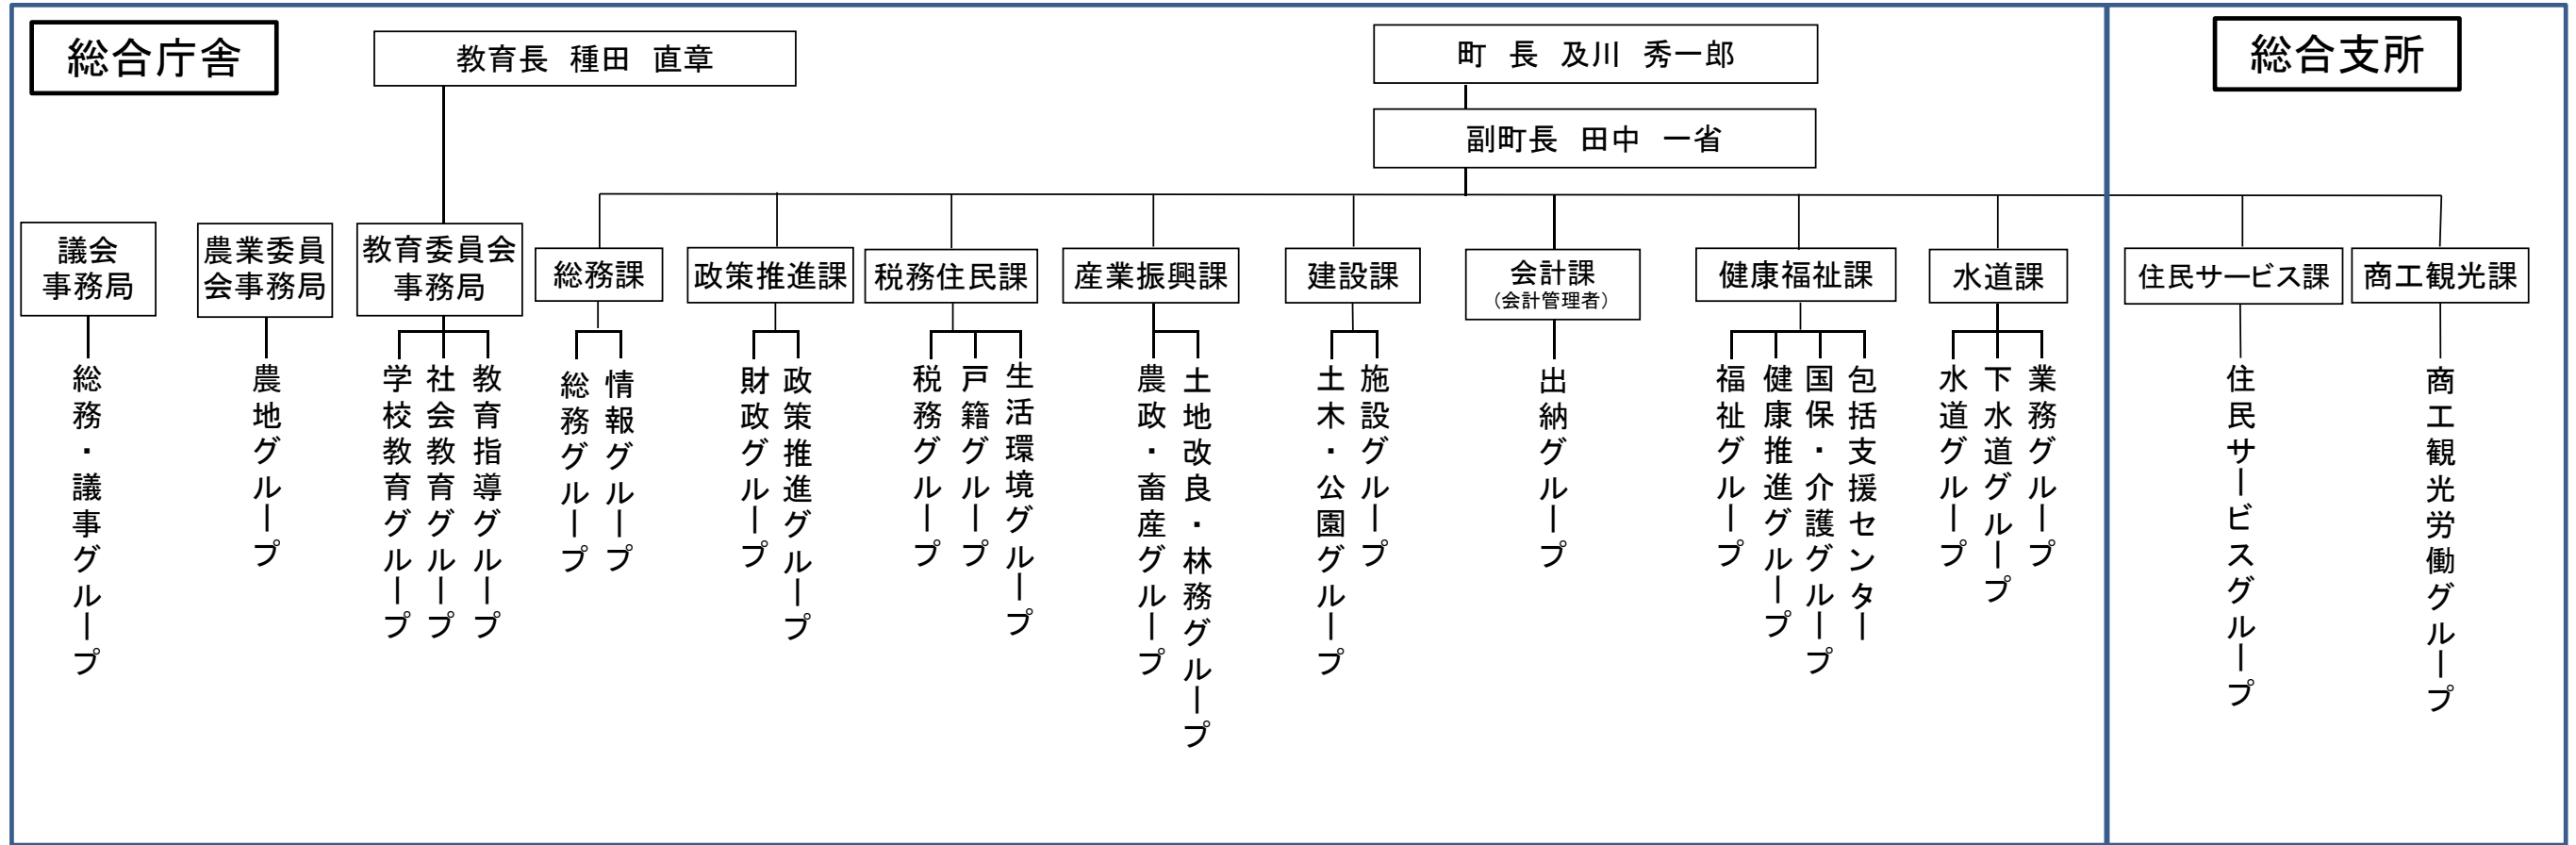 総合庁舎
教育長 種田 直章
町 長 及川 秀一郎
副町長 田中 一省
総合支所
議会
事務局
農業委員
会事務局
教育委員会
事務局
総務課
政策推進課
税務住民課
産業振興課
建設課
会計課
（会計管理者）
健康福祉課
水道課
住民サービス課
商工観光課
総務・議事グループ
農地グループ
学校教育グループ
社会教育グループ
教育指導グループ
総務グループ
情報グループ
財政グループ
政策推進グループ
税務グループ
戸籍グループ
生活環境グループ
農政・畜産グループ
土地改良・林務グループ
土木・公園グループ
施設グループ
出納グループ
福祉グループ
健康推進グループ
国保・介護グループ
包括支援センター
水道グループ
下水道グループ
業務グループ
住民サービスグループ
商工観光労働グループ